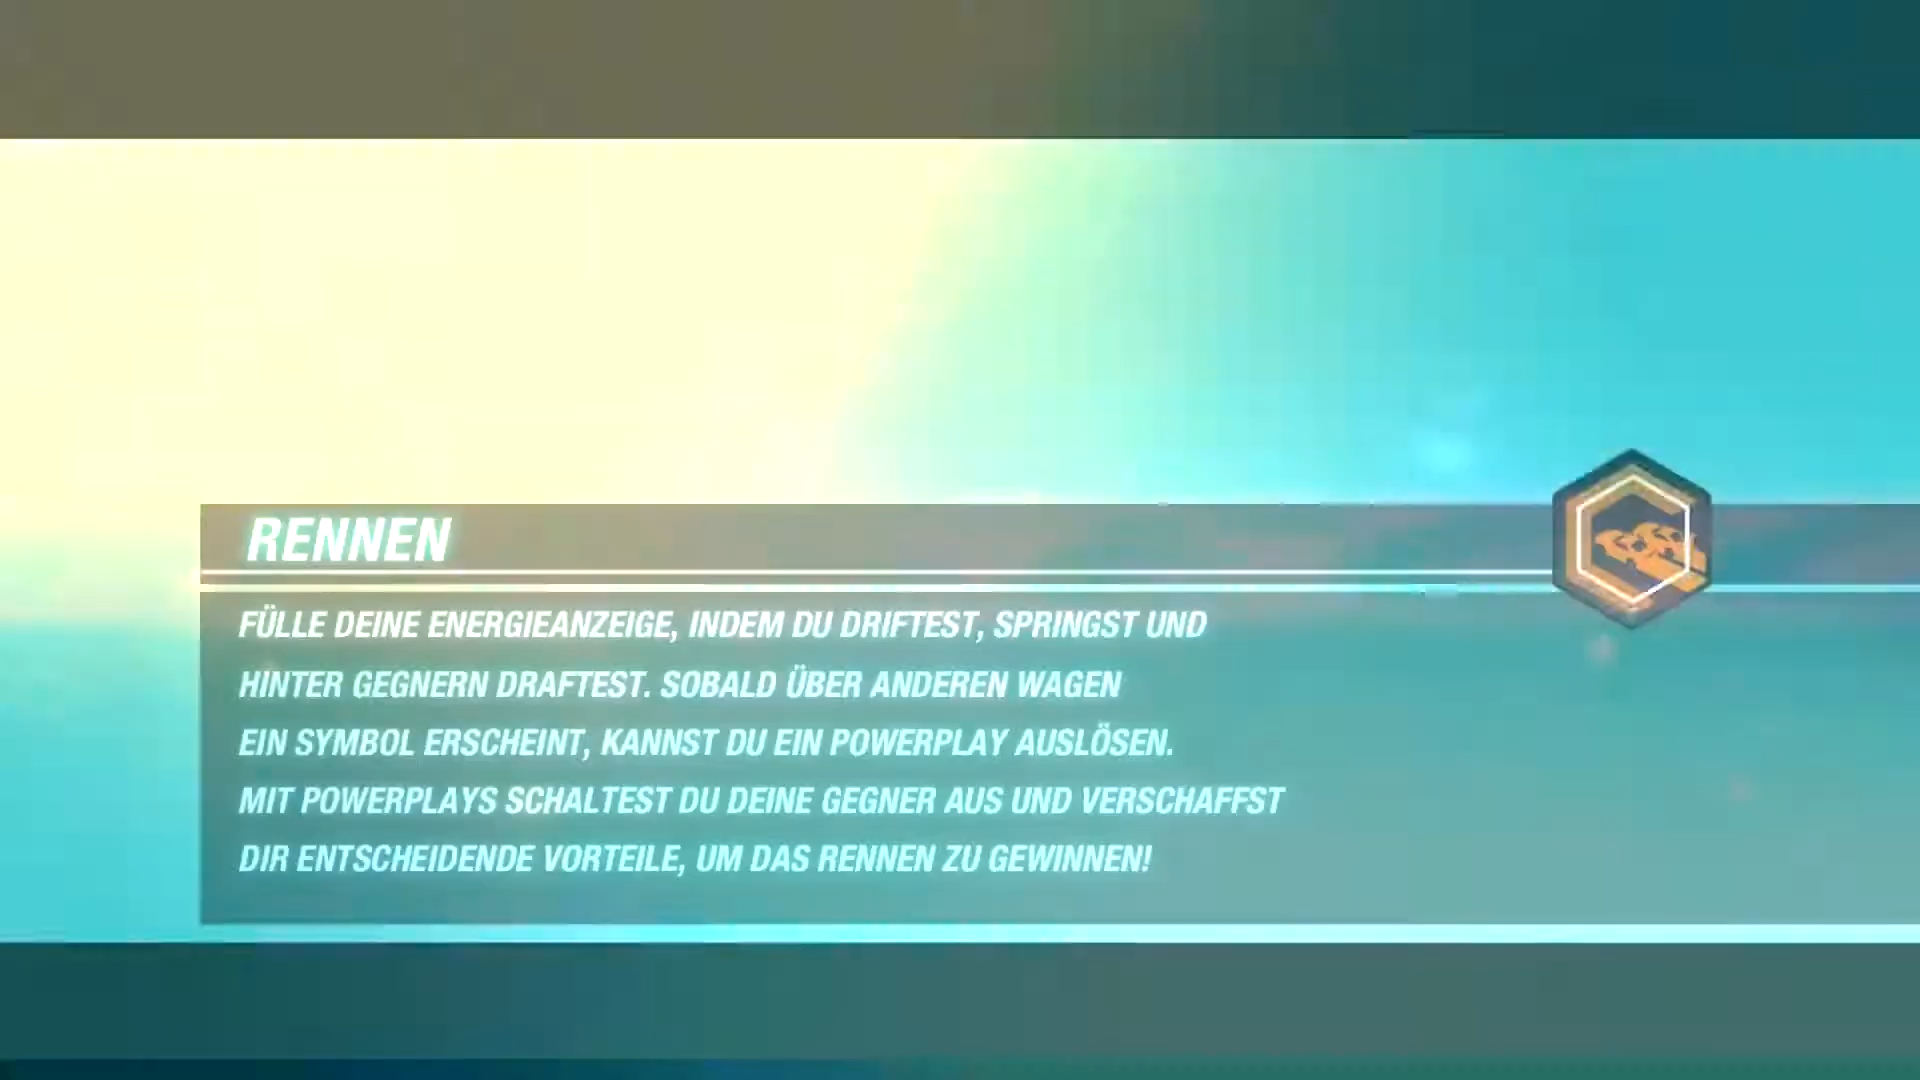 RENNEN
FÜLLE DEINE ENERGIEANZEIGE, INDEM DU DRIFTEST, SPRINGST UND
HINTER GEGNERN DRAFTEST. SOBALD ÜBER ANDEREN WAGEN
EIN SYMBOL ERSCHEINT, KANNST DU EIN POWERPLAY AUSLÖSEN.
MIT POWERPLAYS SCHALTEST DU DEINE GEGNER AUS UND VERSCHAFFST
DIR ENTSCHEIDENDE VORTEILE, UM DAS RENNEN ZU GEWINNEN!